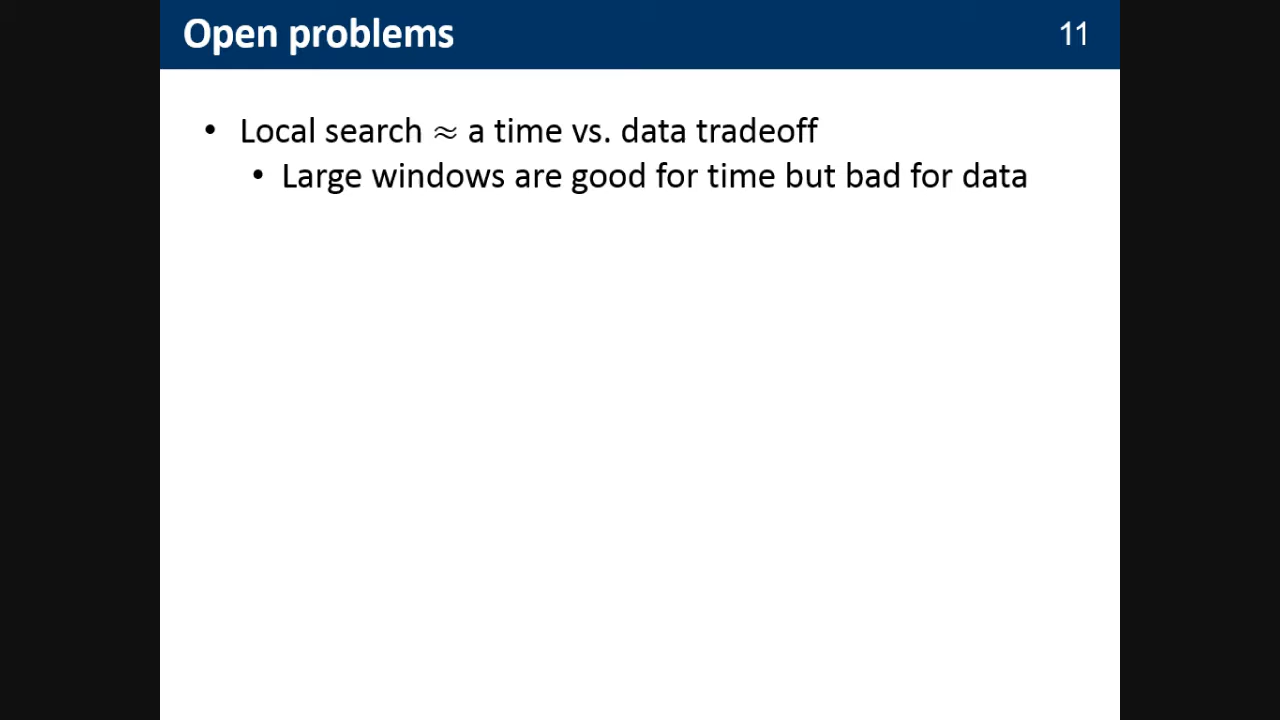 Open problems
11
• Local search ≈ a time vs. data tradeoff
• Large windows are good for time but bad for data